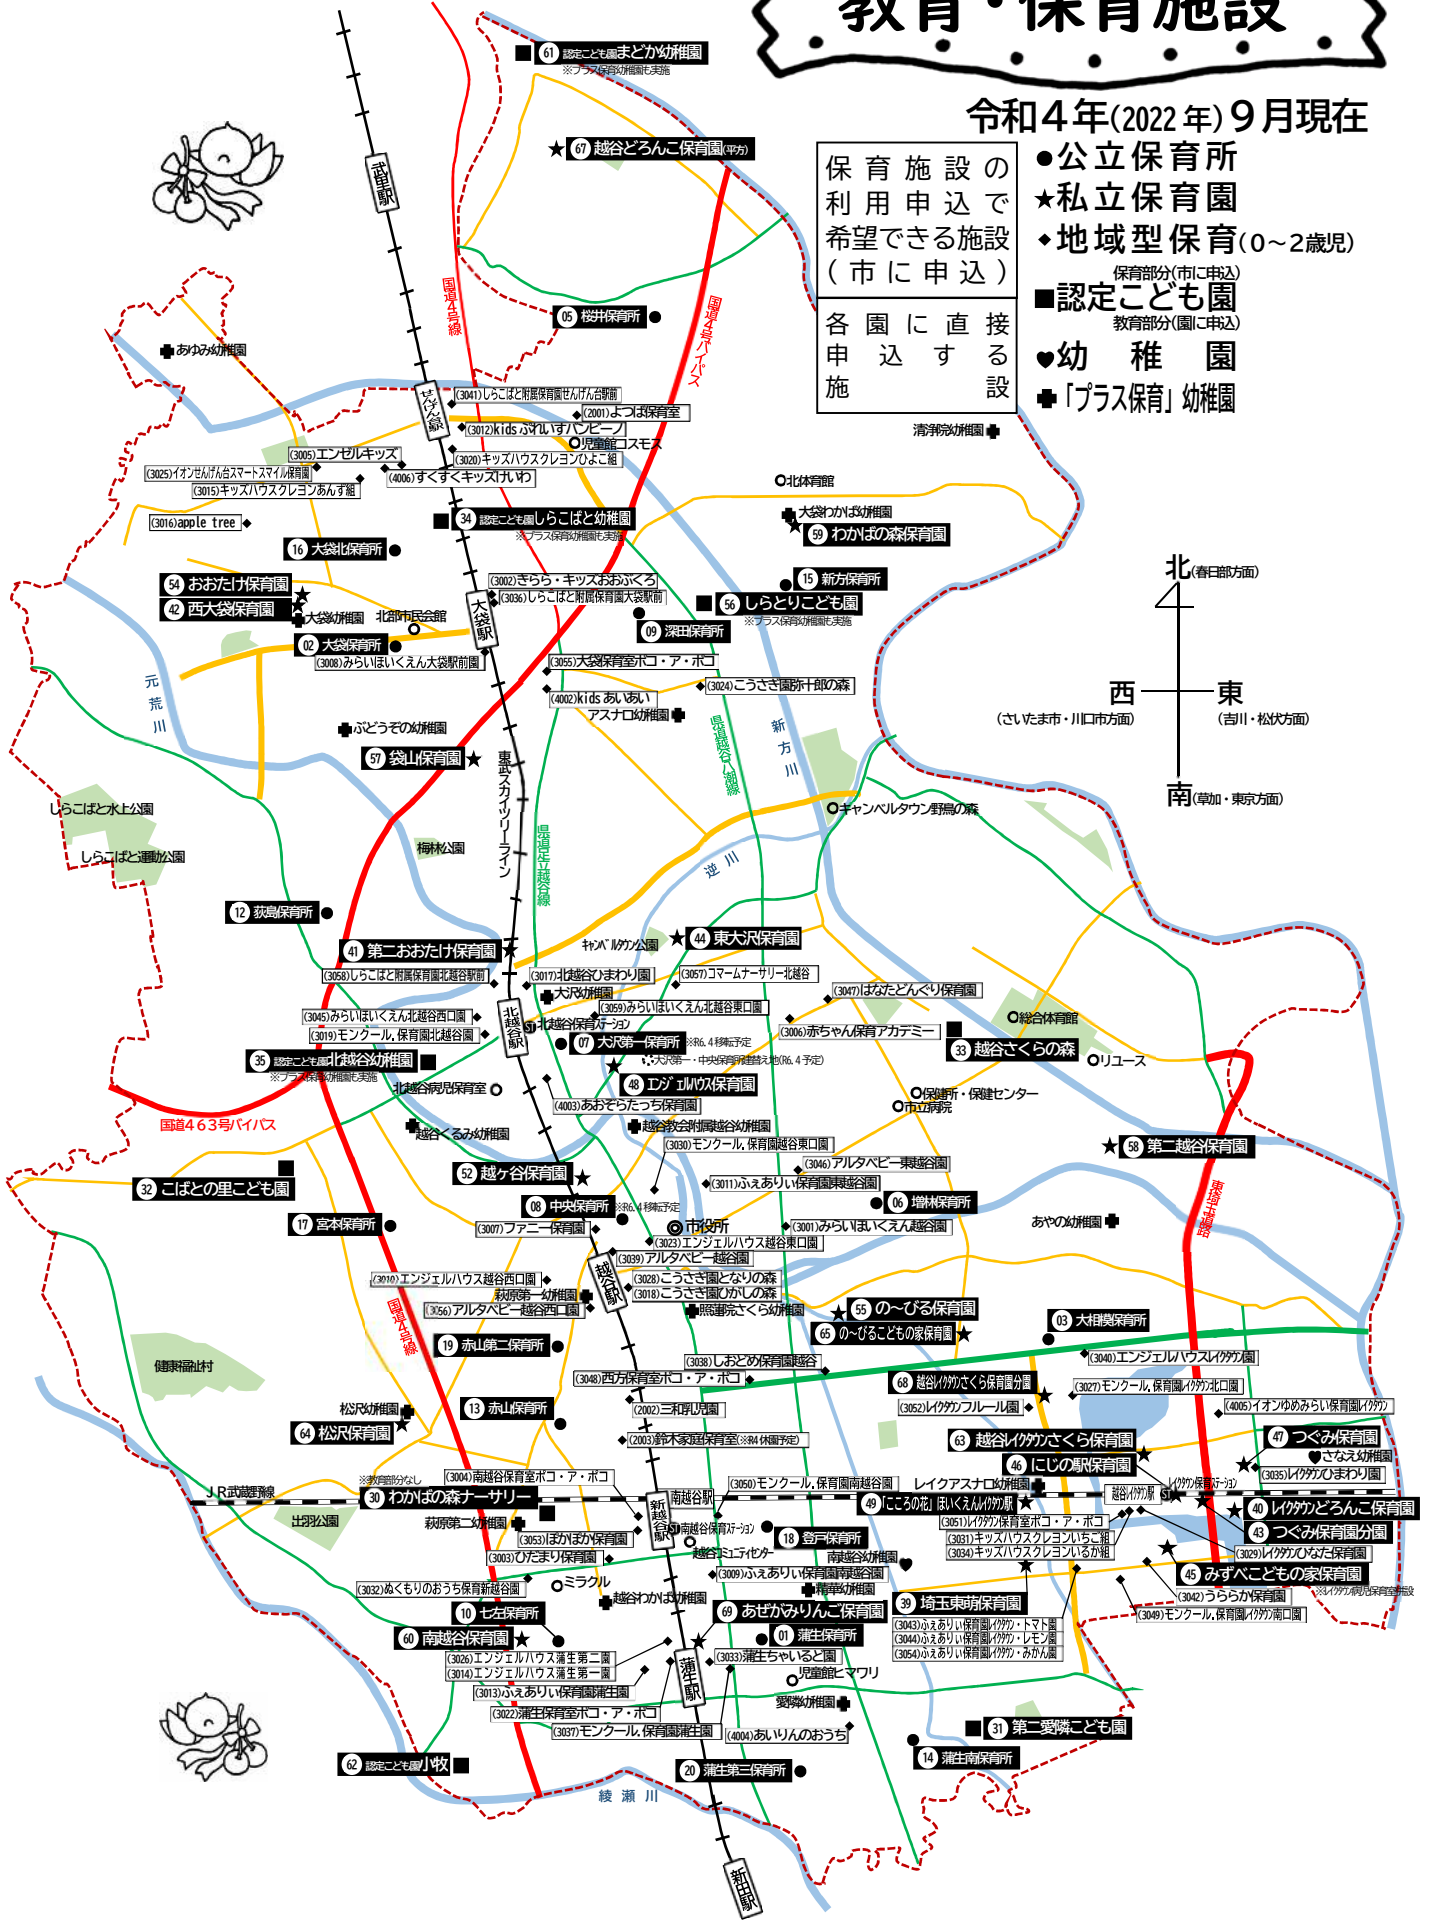 教育・保育施設
令和４年(2022 年)９月現在
保育施設の
利用申込で
希望できる施設
(市に申込)
各園に直接
申込する
施設
●公立保育所
★私立保育園
◆地域型保育(０～２歳児)
保育部分(市に申込)
■認定こども園
教育部分(園に申込)
♥幼稚園
「プラス保育」幼稚園
61 認定こども園まどか幼稚園
※プラス保育幼稚園も実施
67 越谷どろんこ保育園(平方)
武里駅
国道4号線
国道4号バイパス
05 桜井保育所
あゆみ幼稚園
せんげん台駅
(3041)しらこばと附属保育園せんげん台駅前
(2001)よつば保育室
(3012)kids ぷれいすバンビーノ
児童館コスモス
清浄院幼稚園
(3005)エンゼルキッズ
(3020)キッズハウスクレヨンひよこ組
(3025)イオンせんげん台スマートスマイル保育園
(4006)すくすくキッズけいわ
(3015)キッズハウスクレヨンあんず組
北体育館
(3016)apple tree
34 認定こども園しらこばと幼稚園
※プラス保育幼稚園も実施
大袋わかば幼稚園
59 わかばの森保育園
16 大袋北保育所
北(春日部方面)
54 おおたけ保育園
(3002)きらら・キッズおおぶくろ
15 新方保育所
42 西大袋保育園
(3036)しらこばと附属保育園大袋駅前
56 しらとりこども園
※プラス保育幼稚園も実施
大袋幼稚園
北部市民会館
大袋駅
09 深田保育所
02 大袋保育所
(3008)みらいほいくえん大袋駅前園
(3055)大袋保育室ポコ・ア・ポコ
(3024)こうさぎ園弥十郎の森
(4002)kids あいあい
アスナロ幼稚園
元荒川
西
(さいたま市・川口市方面)
東
(吉川・松伏方面)
ぶどうぞの幼稚園
県道越谷八潮線
新方川
57 袋山保育園
東武スカイツリーライン
南(草加・東京方面)
しらこばと水上公園
キャンベルタウン野鳥の森
しらこばと運動公園
梅林公園
県道足立越谷線
逆川
12 荻島保育所
41 第二おおたけ保育園
キャンベルタウン公園
44 東大沢保育園
(3058)しらこばと附属保育園北越谷駅前
(3017)北越谷ひまわり園
(3057)コマームナーサリー北越谷
大沢幼稚園
(3047)はなたどんぐり保育園
(3045)みらいほいくえん北越谷西口園
(3059)みらいほいくえん北越谷東口園
北越谷駅
北越谷保育ステーション
(3006)赤ちゃん保育アカデミー
総合体育館
(3019)モンクール.保育園北越谷園
07 大沢第一保育所 ※R6.4 移転予定
33 越谷さくらの森
35 認定こども園北越谷幼稚園
※プラス保育幼稚園も実施
大沢第一・中央保育所建替え地(R6.4 予定)
リユース
48 エンジェルハウス保育園
北越谷病児保育室
保健所・保健センター
市立病院
(4003)あおぞらたっち保育園
国道４６３号バイパス
越谷くるみ幼稚園
越谷教会附属越谷幼稚園
(3030)モンクール.保育園越谷東口園
58 第二越谷保育園
(3046)アルタベビー東越谷園
52 越ヶ谷保育園
(3011)ふぇありぃ保育園東越谷園
32 こばとの里こども園
08 中央保育所 ※R6.4 移転予定
06 増林保育所
東埼玉道路
17 宮本保育所
(3007)ファニー保育園
市役所
(3001)みらいほいくえん越谷園
あやの幼稚園
(3023)エンジェルハウス越谷東口園
(3039)アルタベビー越谷園
(3010)エンジェルハウス越谷西口園
越谷駅
(3028)こうさぎ園となりの森
(3018)こうさぎ園ひがしの森
萩原第一幼稚園
(3056)アルタベビー越谷西口園
照蓮院さくら幼稚園
55 の～びる保育園
65 の～びるこどもの家保育園
03 大相模保育所
国道4号線
19 赤山第二保育所
健康福祉村
(3038)しおどめ保育園越谷
(3040)エンジェルハウスレイクタウン園
(3048)西方保育室ポコ・ア・ポコ
68 越谷レイクタウンさくら保育園分園
(3027)モンクール.保育園レイクタウン北口園
松沢幼稚園
13 赤山保育所
(2002)三和乳児園
(3052)レイクタウンフルール園
(4005)イオンゆめみらい保育園レイクタウン
64 松沢保育園
(2003)鈴木家庭保育室(※R4 休園予定)
63 越谷レイクタウンさくら保育園
47 つぐみ保育園
さなえ幼稚園
46 にじの駅保育園
※教育部分なし
(3004)南越谷保育室ポコ・ア・ポコ
(3050)モンクール.保育園南越谷園
レイクアスナロ幼稚園
レイクタウン保育ステーション
(3035)レイクタウンひまわり園
ＪＲ武蔵野線
30 わかばの森ナーサリー
南越谷駅
越谷レイクタウン駅
49 「こころの花」ほいくえんレイクタウン駅
40 レイクタウンどろんこ保育園
出羽公園
新越谷駅
萩原第二幼稚園
南越谷保育ステーション
(3051)レイクタウン保育室ポコ・ア・ポコ
43 つぐみ保育園分園
(3053)ぽかぽか保育園
18 登戸保育所
(3031)キッズハウスクレヨンいちご組
(3034)キッズハウスクレヨンいるか組
(3029)レイクタウンひなた保育園
(3003)ひだまり保育園
越谷コミュニティセンター
南越谷幼稚園
(3009)ふぇありぃ保育園南越谷園
45 みずべこどもの家保育園
※レイクタウン病児保育室併設
(3032)ぬくもりのおうち保育新越谷園
ミラクル
精華幼稚園
越谷わかば幼稚園
(3042)うららか保育園
10 七左保育所
69 あぜがみりんご保育園
39 埼玉東萌保育園
(3049)モンクール.保育園レイクタウン南口園
60 南越谷保育園
01 蒲生保育所
(3043)ふぇありぃ保育園レイクタウン・トマト園
(3044)ふぇありぃ保育園レイクタウン・レモン園
(3054)ふぇありぃ保育園レイクタウン・みかん園
(3026)エンジェルハウス蒲生第二園
(3014)エンジェルハウス蒲生第一園
(3033)蒲生ちゃいるど園
児童館ヒマワリ
蒲生駅
(3013)ふぇありぃ保育園蒲生園
愛隣幼稚園
(3022)蒲生保育室ポコ・ア・ポコ
(3037)モンクール.保育園蒲生園
(4004)あいりんのおうち
31 第二愛隣こども園
14 蒲生南保育所
62 認定こども園小牧
20 蒲生第三保育所
綾瀬川
新田駅